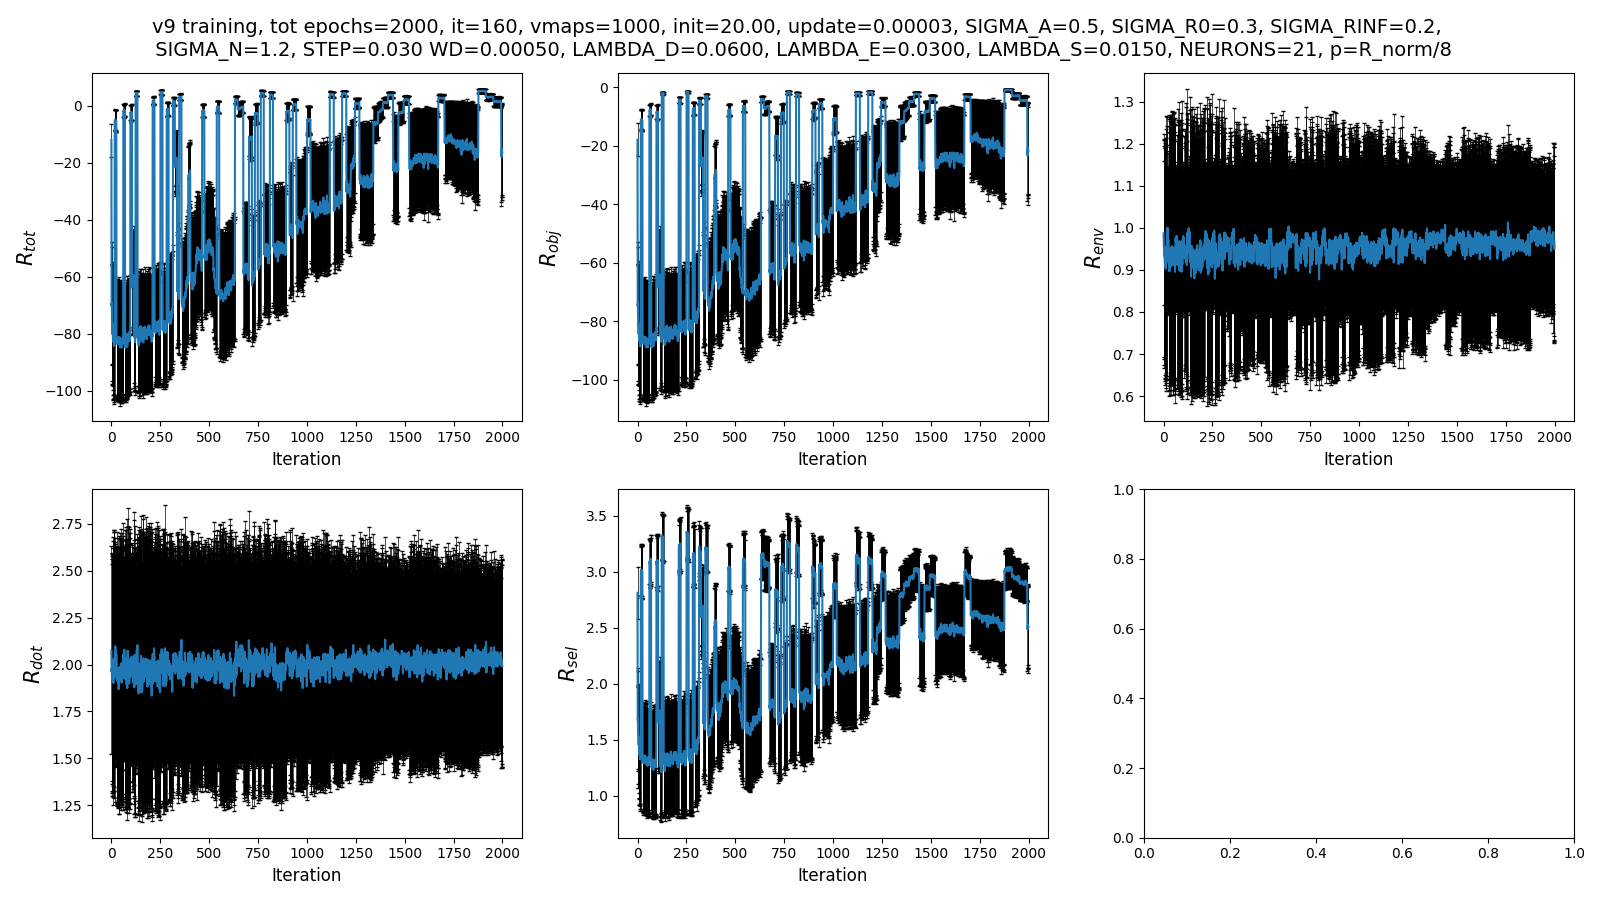 v9 training, tot epochs=2000, it=160, vmaps=1000, init=20.00, update=0.00003, SIGMA_A=0.5, SIGMA_R0=0.3, SIGMA_RINF=0.2,
SIGMA_N=1.2, STEP=0.030 WD=0.00050, LAMBDA_D=0.0600, LAMBDA_E=0.0300, LAMBDA_S=0.0150, NEURONS=21, p=R_norm/8
R_tot
0
−20
−40
−60
−80
−100
0 250 500 750 1000 1250 1500 1750 2000
Iteration
R_obj
0
−20
−40
−60
−80
−100
0 250 500 750 1000 1250 1500 1750 2000
Iteration
R_env
1.3
1.2
1.1
1.0
0.9
0.8
0.7
0.6
0 250 500 750 1000 1250 1500 1750 2000
Iteration
R_dot
2.75
2.50
2.25
2.00
1.75
1.50
1.25
0 250 500 750 1000 1250 1500 1750 2000
Iteration
R_sel
3.5
3.0
2.5
2.0
1.5
1.0
0 250 500 750 1000 1250 1500 1750 2000
Iteration
1.0
0.8
0.6
0.4
0.2
0.0
0.0 0.2 0.4 0.6 0.8 1.0